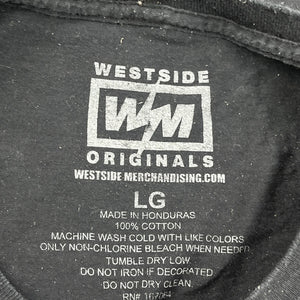 WESTSIDE
WM
ORIGINALS
WESTSIDE MERCHANDISING.COM
LG
MADE IN HONDURAS
100% COTTON
MACHINE WASH COLD WITH LIKE COLORS
ONLY NON-CHLORINE BLEACH WHEN NEEDED
TUMBLE DRY LOW
DO NOT IRON IF DECORATED
DO NOT DRY CLEAN
RN#